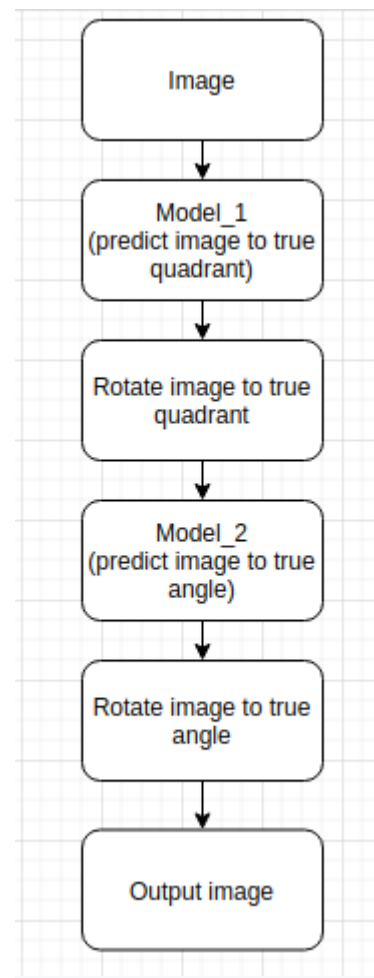 Image
Model_1
(predict image to true
quadrant)
Rotate image to true
quadrant
Model_2
(predict image to true
angle)
Rotate image to true
angle
Output image